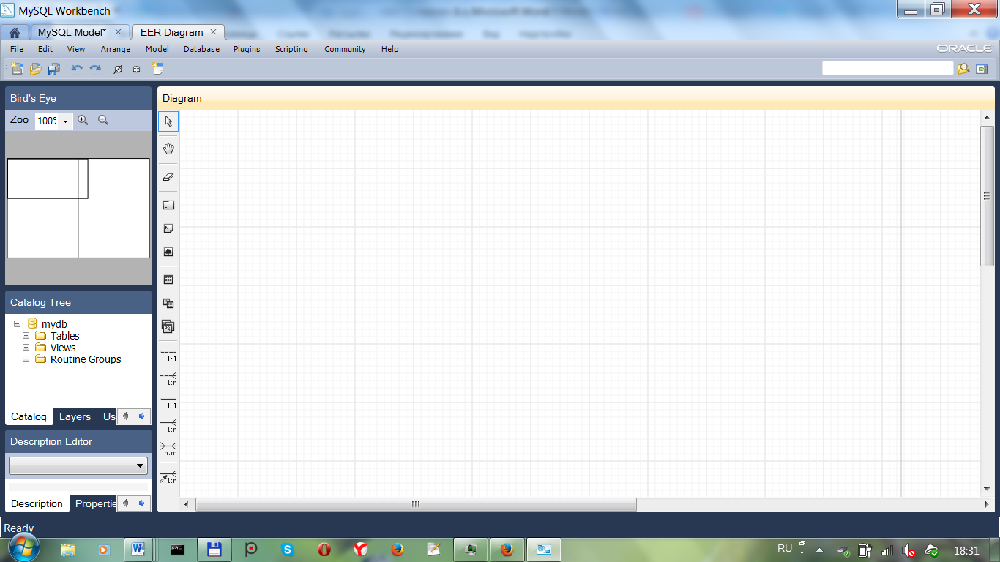 MySQL Workbench
MySQL Model* EER Diagram
File Edit View Arrange Model Database Plugins Scripting Community Help
ORACLE
Bird's Eye
Zoo 100%
Diagram
Catalog Tree
mydb
Tables
Views
Routine Groups
Catalog Layers Us
Description Editor
Description Propertie
1:1
1:n
1:1
1:n
n:m
1:n
Ready
RU 18:31